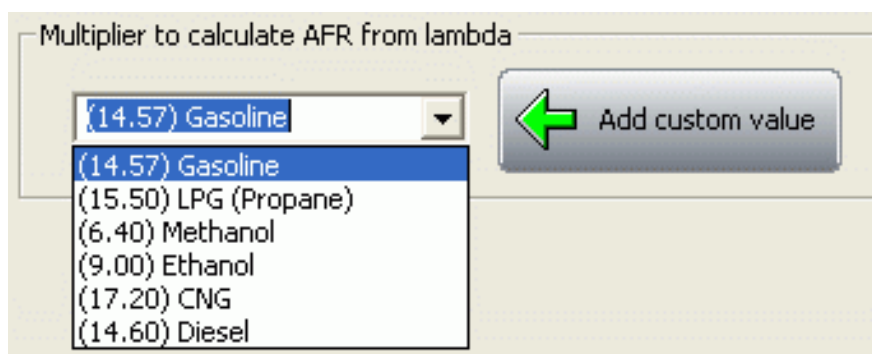 Multiplier to calculate AFR from lambda
(14.57) Gasoline
Add custom value
(14.57) Gasoline
(15.50) LPG (Propane)
(6.40) Methanol
(9.00) Ethanol
(17.20) CNG
(14.60) Diesel